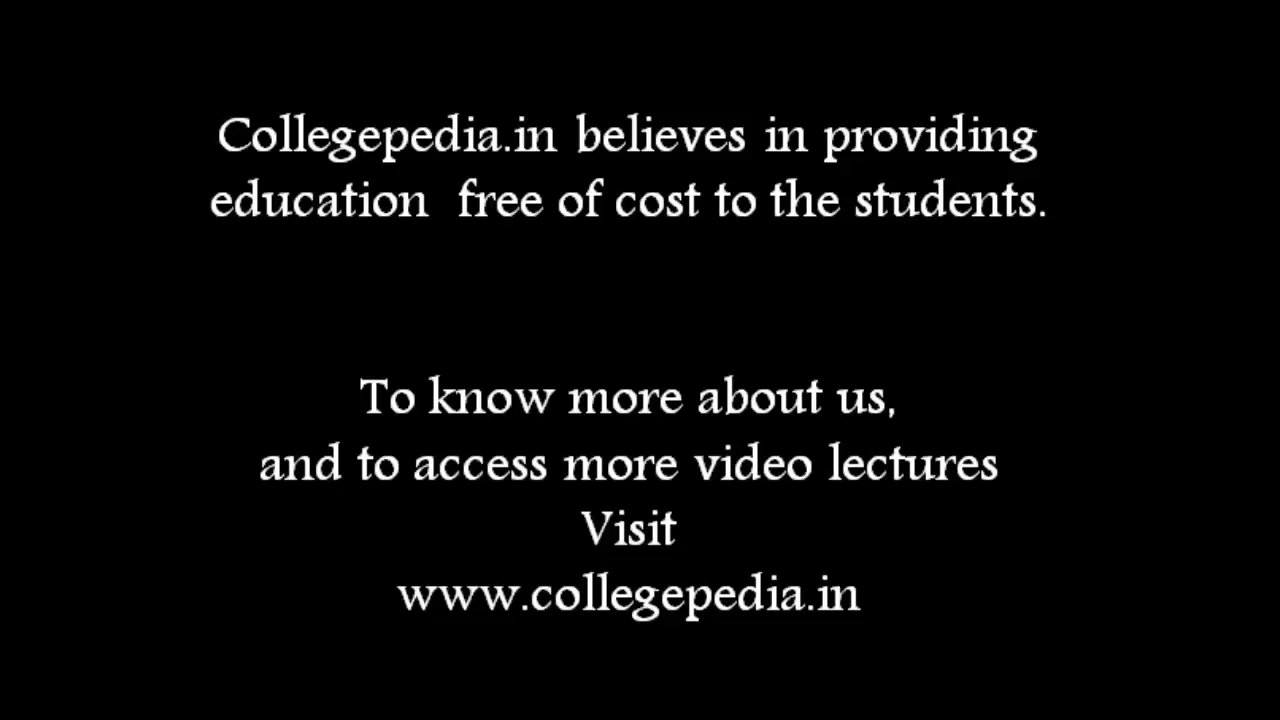 Collegepedia.in believes in providing
education  free of cost to the students.
To know more about us,
and to access more video lectures
Visit
www.collegepedia.in